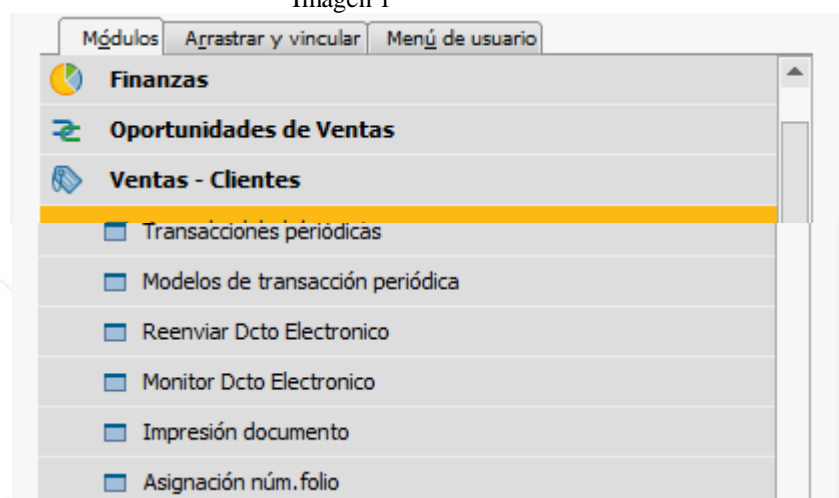 Imagen 1
Módulos Arrastrar y vincular Menú de usuario
Finanzas
Oportunidades de Ventas
Ventas - Clientes
Transacciones periódicas
Modelos de transacción periódica
Reenviar Dcto Electronico
Monitor Dcto Electronico
Impresión documento
Asignación núm.folio